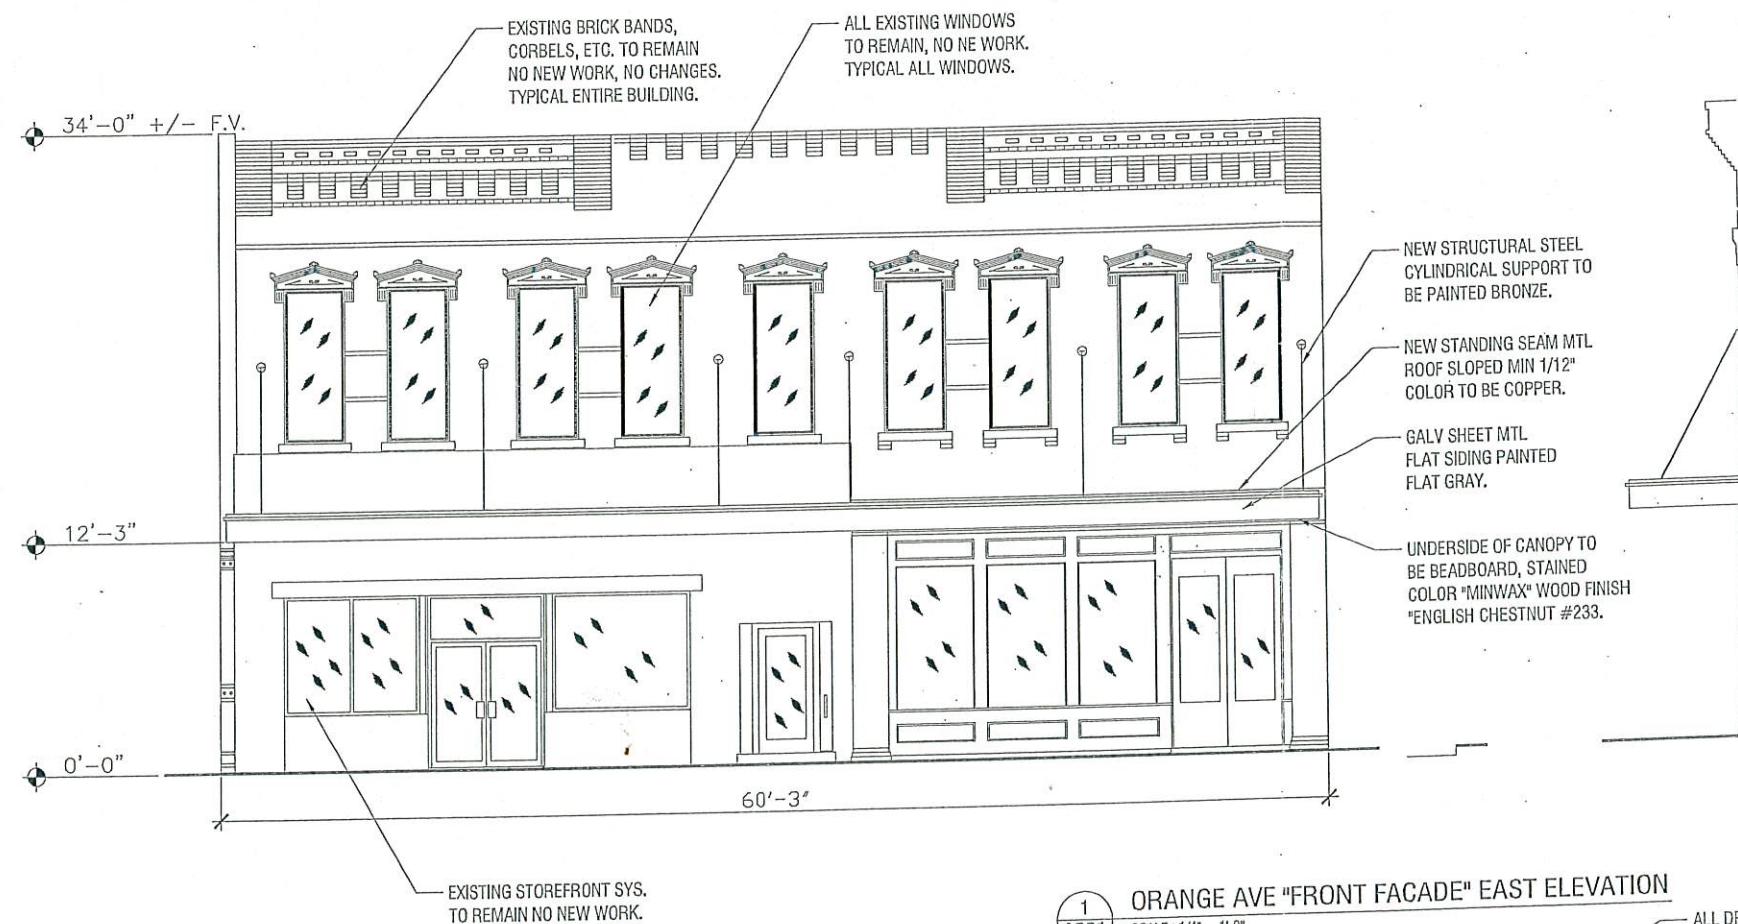 EXISTING BRICK BANDS,
CORBELS, ETC. TO REMAIN
NO NEW WORK, NO CHANGES.
TYPICAL ENTIRE BUILDING.
ALL EXISTING WINDOWS
TO REMAIN, NO NE WORK.
TYPICAL ALL WINDOWS.
34'-0" +/- F.V.
NEW STRUCTURAL STEEL
CYLINDRICAL SUPPORT TO
BE PAINTED BRONZE.
NEW STANDING SEAM MTL
ROOF SLOPED MIN 1/12"
COLOR TO BE COPPER.
GALV SHEET MTL
FLAT SIDING PAINTED
FLAT GRAY.
12'-3"
UNDERSIDE OF CANOPY TO
BE BEADBOARD, STAINED
COLOR "MINWAX" WOOD FINISH
"ENGLISH CHESTNUT #233.
0'-0"
60'-3"
EXISTING STOREFRONT SYS.
TO REMAIN NO NEW WORK.
1
ORANGE AVE "FRONT FACADE" EAST ELEVATION
ALL